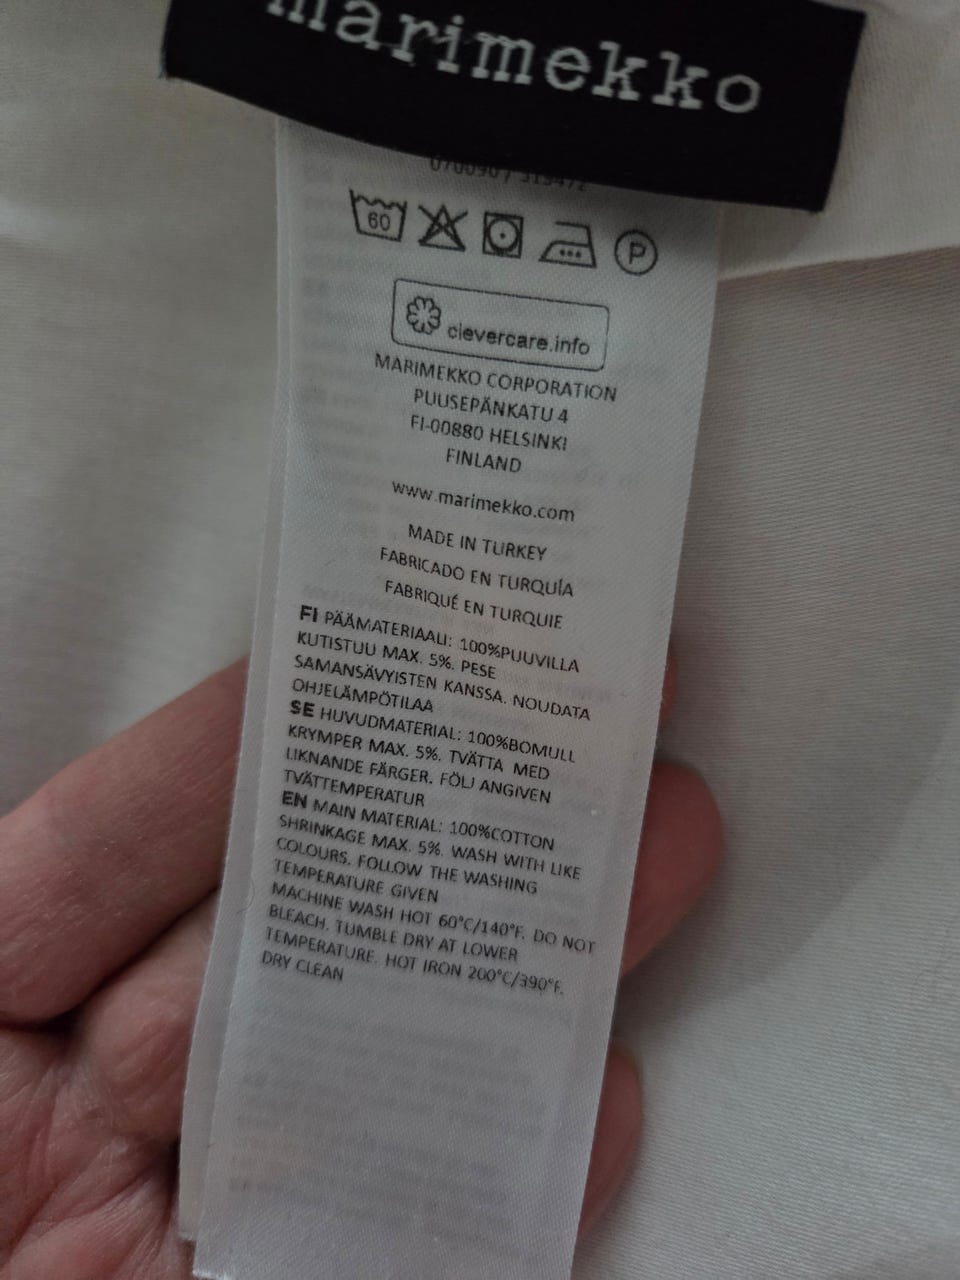 marimekko
60
P
clevercare.info
MARIMEKKO CORPORATION
PUUSEPÄNKATU 4
FI-00880 HELSINKI
FINLAND
www.marimekko.com
MADE IN TURKEY
FABRICADO EN TURQUÍA
FABRIQUÉ EN TURQUIE
FI PÄÄMATERIAALI: 100%PUUVILLA
KUTISTUU MAX. 5%. PESE
SAMANSÄVYISTEN KANSSA. NOUDATA
OHJELÄMPÖTILAA
SE HUVUDMATERIAL: 100%BOMULL
KRYMPER MAX. 5%. TVÄTTA MED
LIKNANDE FÄRGER. FÖLJ ANGIVEN
TVÄTTEMPERATUR
EN MAIN MATERIAL: 100%COTTON
SHRINKAGE MAX. 5%. WASH WITH LIKE
COLOURS. FOLLOW THE WASHING
TEMPERATURE GIVEN
MACHINE WASH HOT 60°C/140°F. DO NOT
BLEACH. TUMBLE DRY AT LOWER
TEMPERATURE. HOT IRON 200°C/390°F.
DRY CLEAN